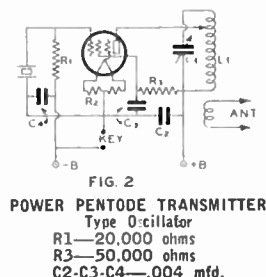 R1
R2
R3
L1
L1
C4
C3
C2
KEY
ANT
-B
+B
FIG. 2
POWER PENTODE TRANSMITTER
Type Oscillator
R1—20,000 ohms
R3—50,000 ohms
C2-C3-C4—.004 mfd.